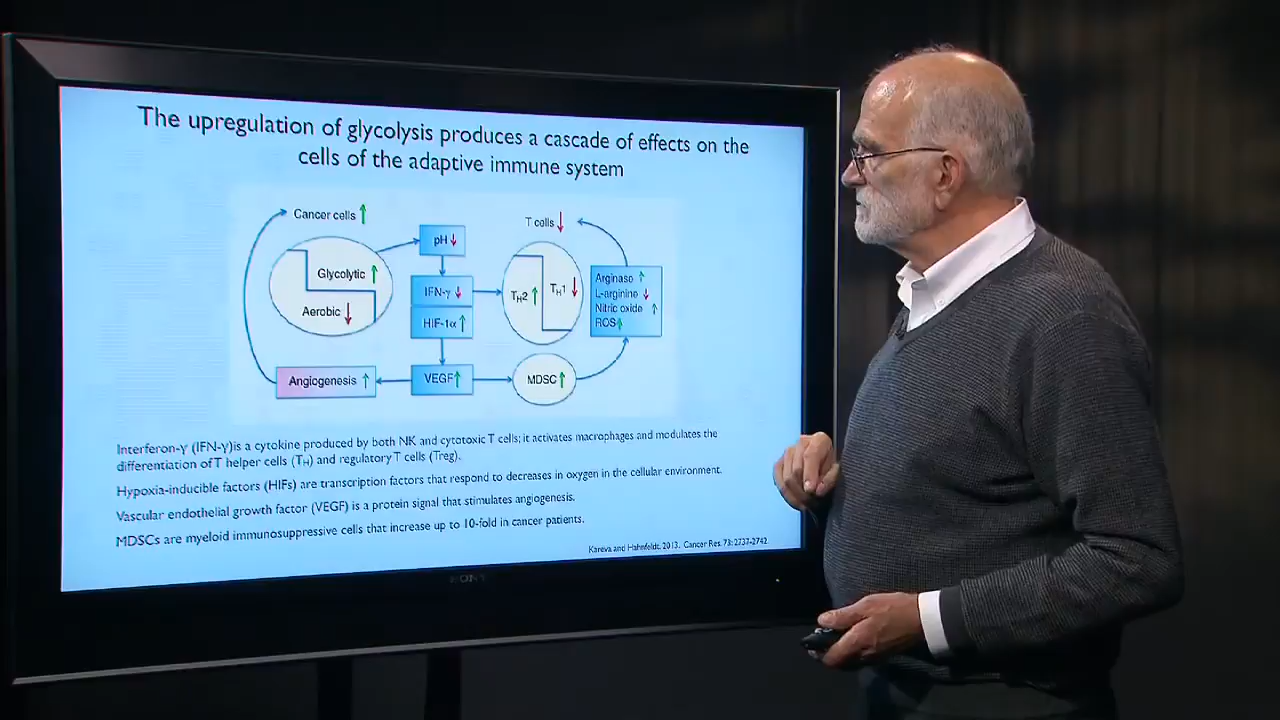 The upregulation of glycolysis produces a cascade of effects on the
cells of the adaptive immune system
Cancer cells ↑
T cells ↓
pH ↓
Glycolytic ↑
Aerobic ↓
IFN-γ ↓
HIF-1α ↑
TH2 ↑
TH1 ↓
Arginase ↑
L-arginine ↓
Nitric oxide ↑
ROS ↑
Angiogenesis ↑
VEGF ↑
MDSC ↑
Interferon-γ (IFN-γ)is a cytokine produced by both NK and cytotoxic T cells; it activates macrophages and modulates the
differentiation of T helper cells (TH) and regulatory T cells (Treg).
Hypoxia-inducible factors (HIFs) are transcription factors that respond to decreases in oxygen in the cellular environment.
Vascular endothelial growth factor (VEGF) is a protein signal that stimulates angiogenesis.
MDSCs are myeloid immunosuppressive cells that increase up to 10-fold in cancer patients.
Kareva and Hahnfeldt. 2013. Cancer Res. 73: 2737-2742.
SONY